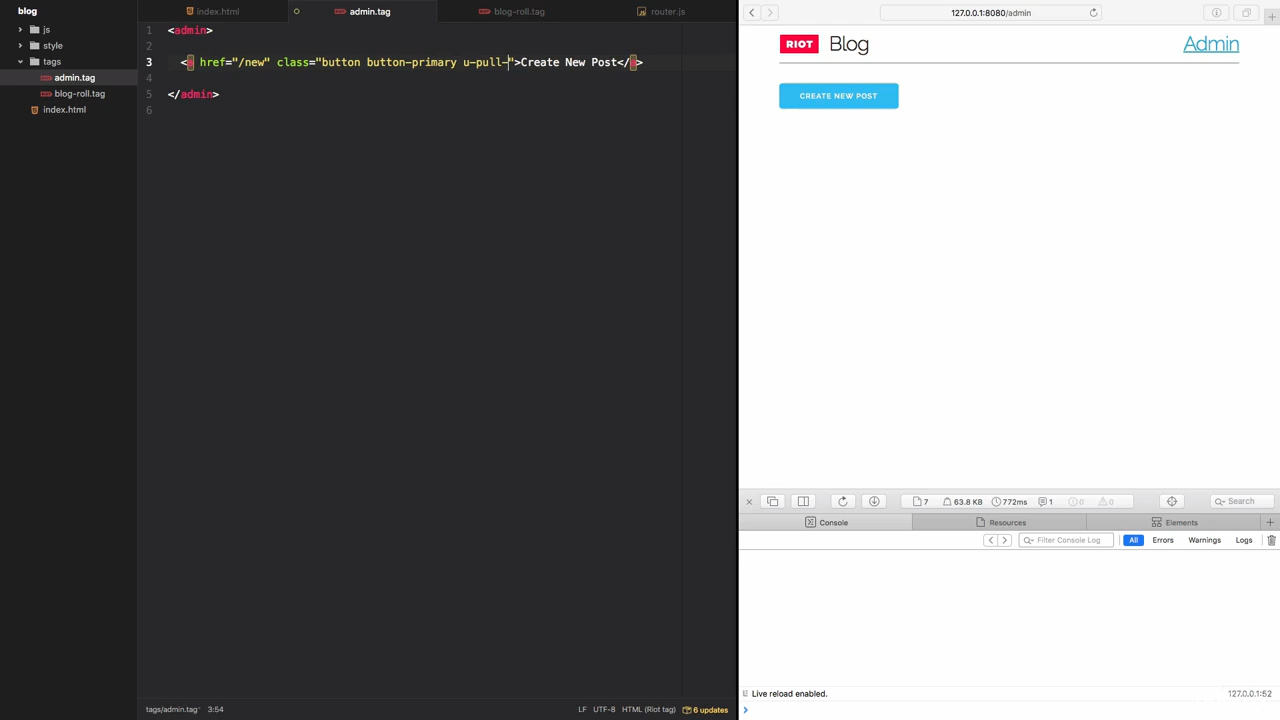 blog
js
style
tags
admin.tag
blog-roll.tag
index.html
index.html
admin.tag
blog-roll.tag
router.js
1 <admin>
2
3 <a href="/new" class="button button-primary u-pull-">Create New Post</a>
4
5 </admin>
6
tags/admin.tag 3:54
LF UTF-8 HTML (Riot tag) 6 updates
127.0.0.1:8080/admin
RIOT Blog Admin
CREATE NEW POST
7 63.8 KB 772ms 1 0 0 Search
Console Resources Elements
Filter Console Log All Errors Warnings Logs
Live reload enabled. 127.0.0.1:52